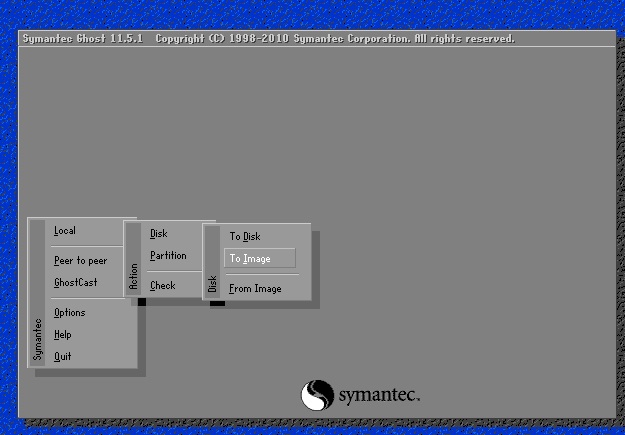 Symantec Ghost 11.5.1 Copyright (C) 1998-2010 Symantec Corporation. All rights reserved.
Symantec
Local
Peer to peer
GhostCast
Options
Help
Quit
Action
Disk
Partition
Check
Disk
To Disk
To Image
From Image
symantec.